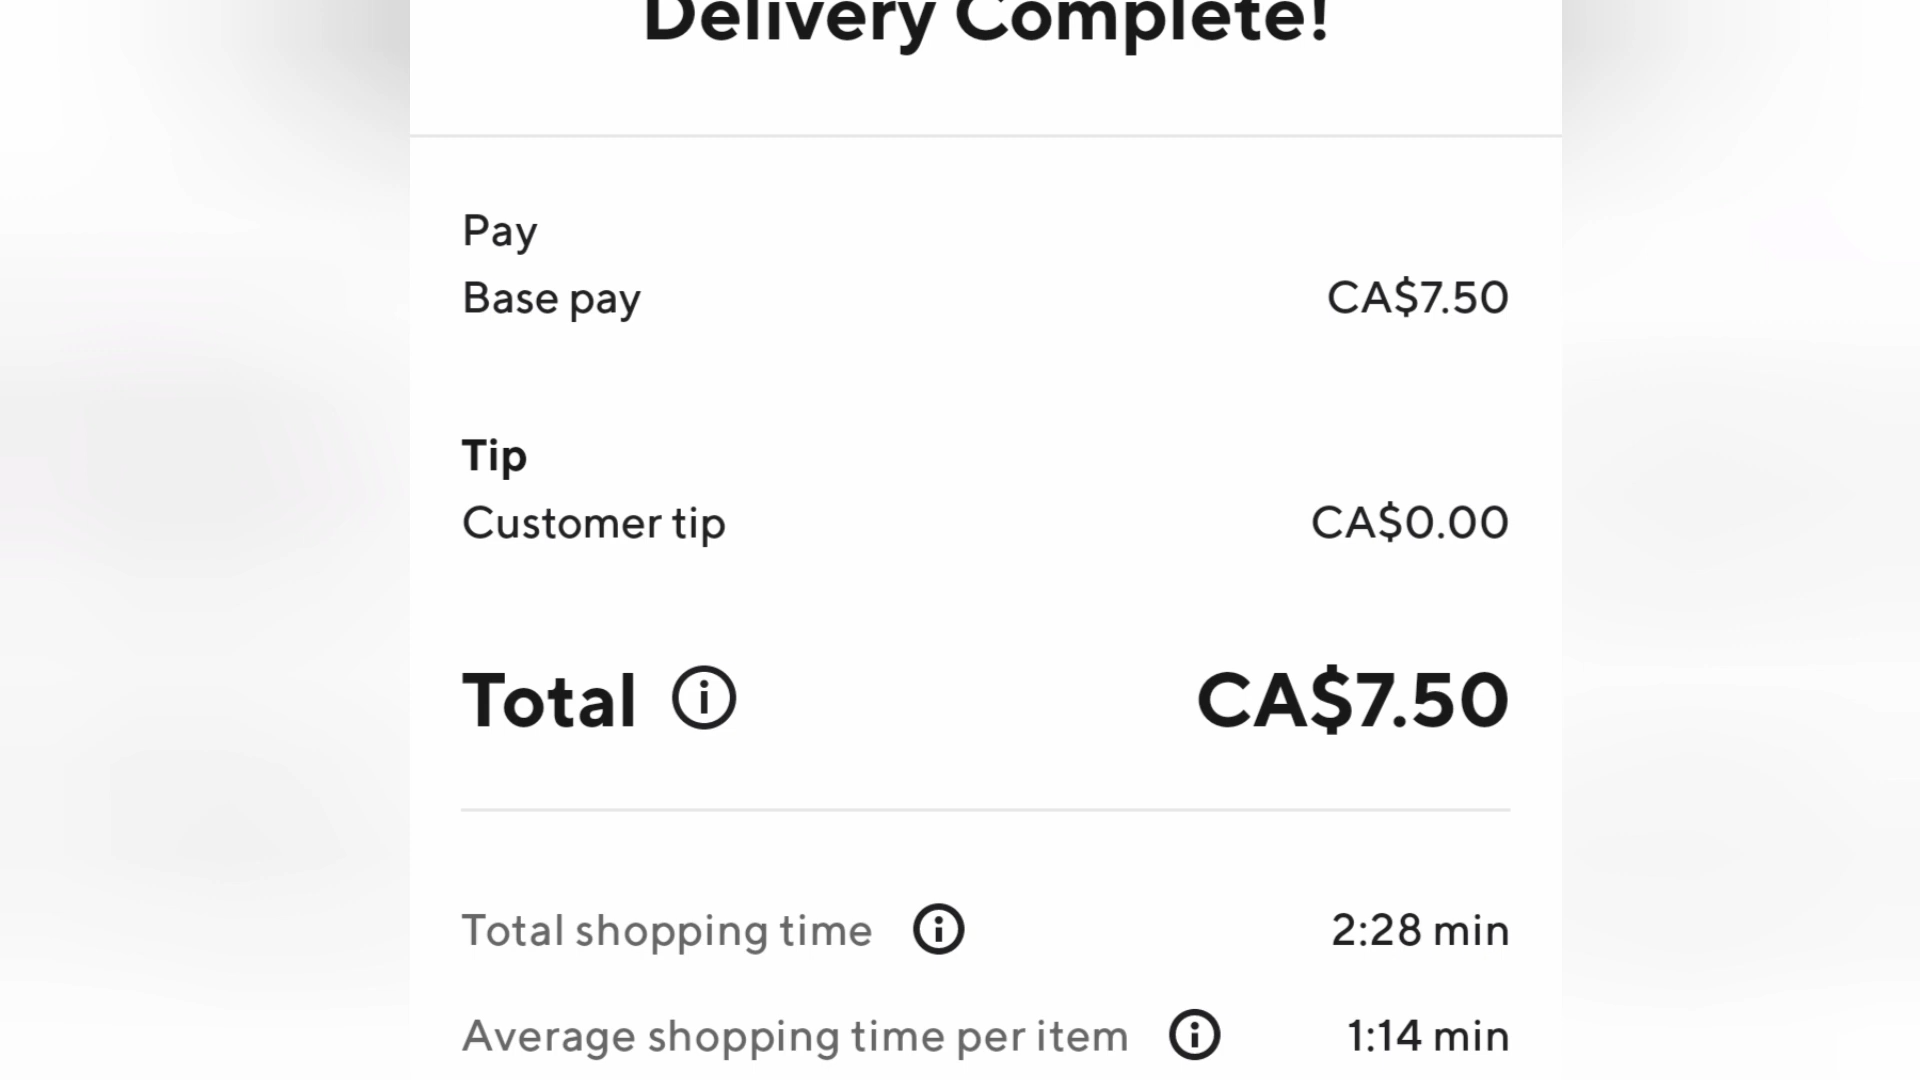 Delivery Complete!
Pay
Base pay CA$7.50
Tip
Customer tip CA$0.00
Total CA$7.50
Total shopping time 2:28 min
Average shopping time per item 1:14 min